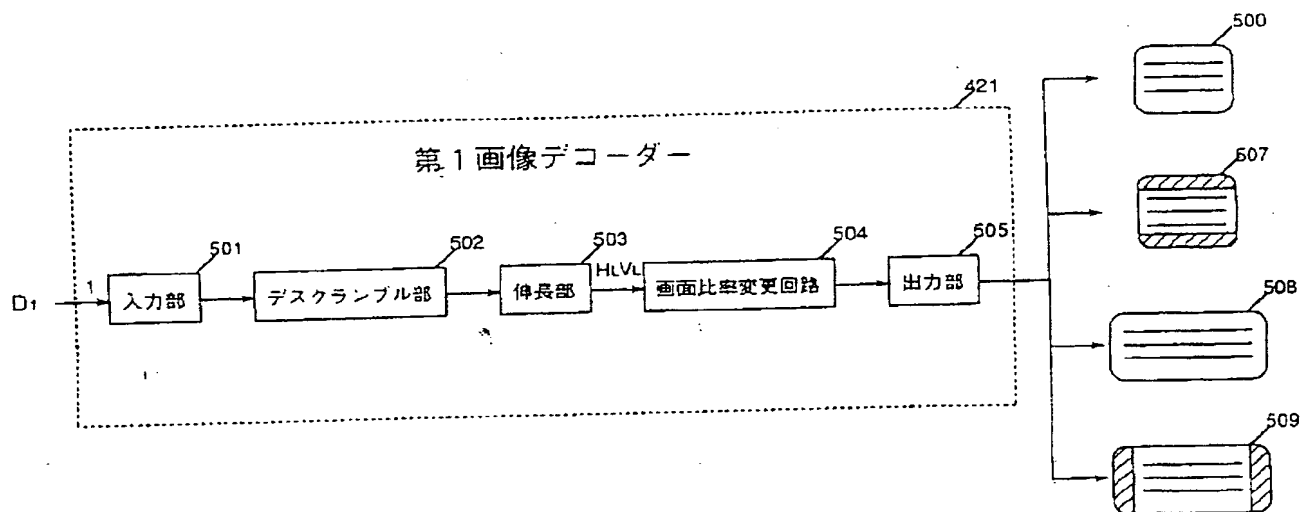 500
421
第1画像デコーダー
507
501
502
503
504
505
HLVL
D1
1
入力部
デスクランブル部
伸長部
画面比率変更回路
出力部
508
509